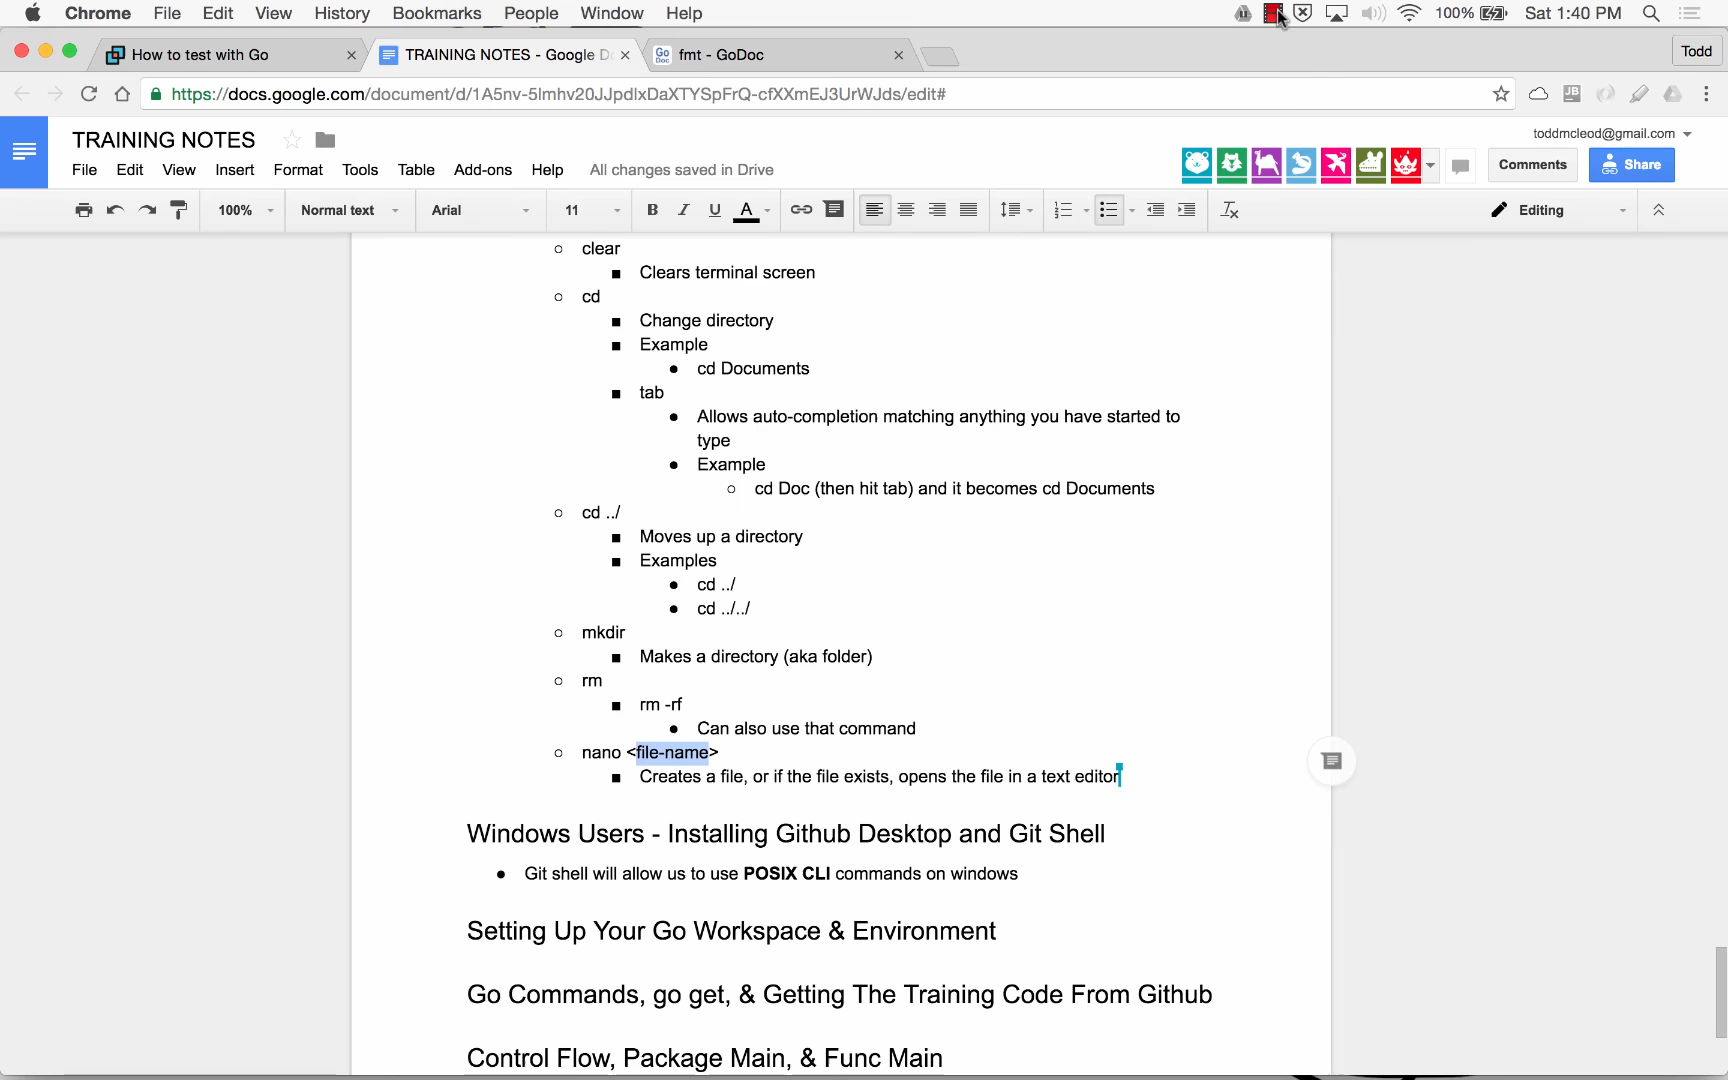 Chrome File Edit View History Bookmarks People Window Help 100% Sat 1:40 PM
How to test with Go
TRAINING NOTES - Google D
fmt - GoDoc
Todd
https://docs.google.com/document/d/1A5nv-5lmhv20JJpdlxDaXTYSpFrQ-cfXXmEJ3UrWJds/edit#
TRAINING NOTES
toddmcleod@gmail.com
File Edit View Insert Format Tools Table Add-ons Help All changes saved in Drive
Comments Share
100% Normal text Arial 11 B I U A Editing
clear
Clears terminal screen
cd
Change directory
Example
cd Documents
tab
Allows auto-completion matching anything you have started to
type
Example
cd Doc (then hit tab) and it becomes cd Documents
cd ../
Moves up a directory
Examples
cd ../
cd ../../
mkdir
Makes a directory (aka folder)
rm
rm -rf
Can also use that command
nano <file-name>
Creates a file, or if the file exists, opens the file in a text editor
Windows Users - Installing Github Desktop and Git Shell
Git shell will allow us to use POSIX CLI commands on windows
Setting Up Your Go Workspace & Environment
Go Commands, go get, & Getting The Training Code From Github
Control Flow, Package Main, & Func Main